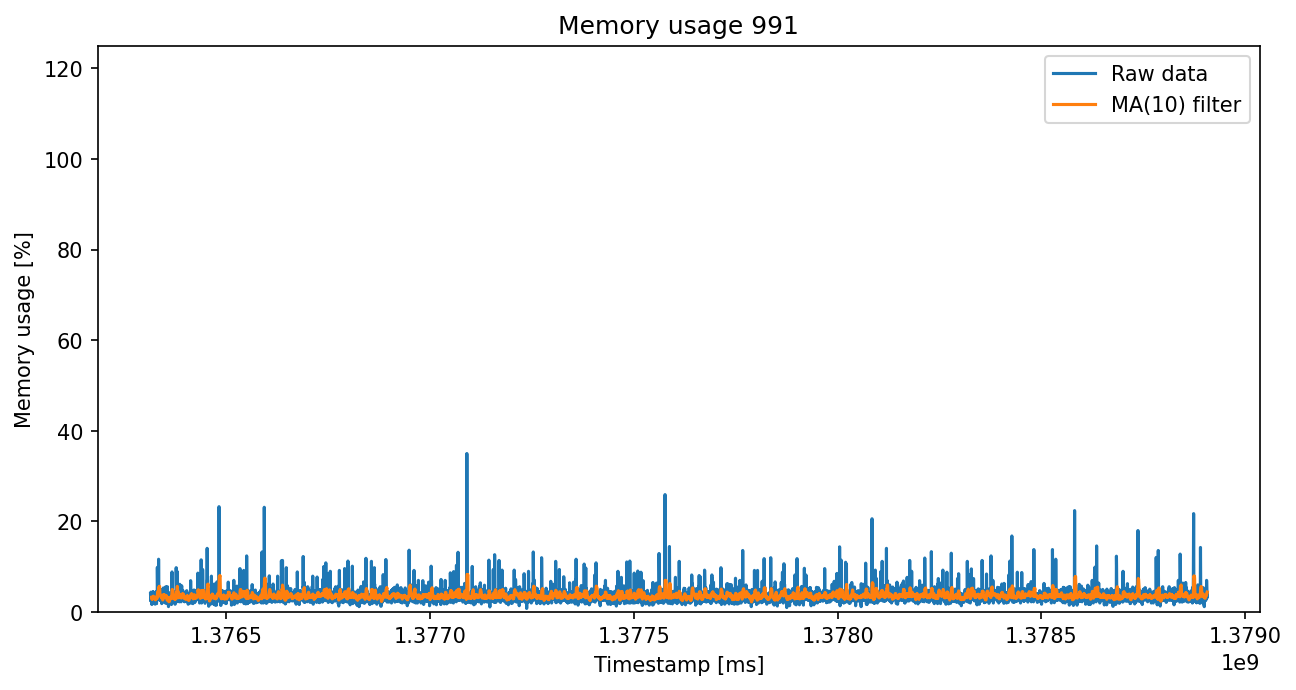 Memory usage 991
Raw data
MA(10) filter
Memory usage [%]
120
100
80
60
40
20
0
1.3765 1.3770 1.3775 1.3780 1.3785 1.3790
1e9
Timestamp [ms]